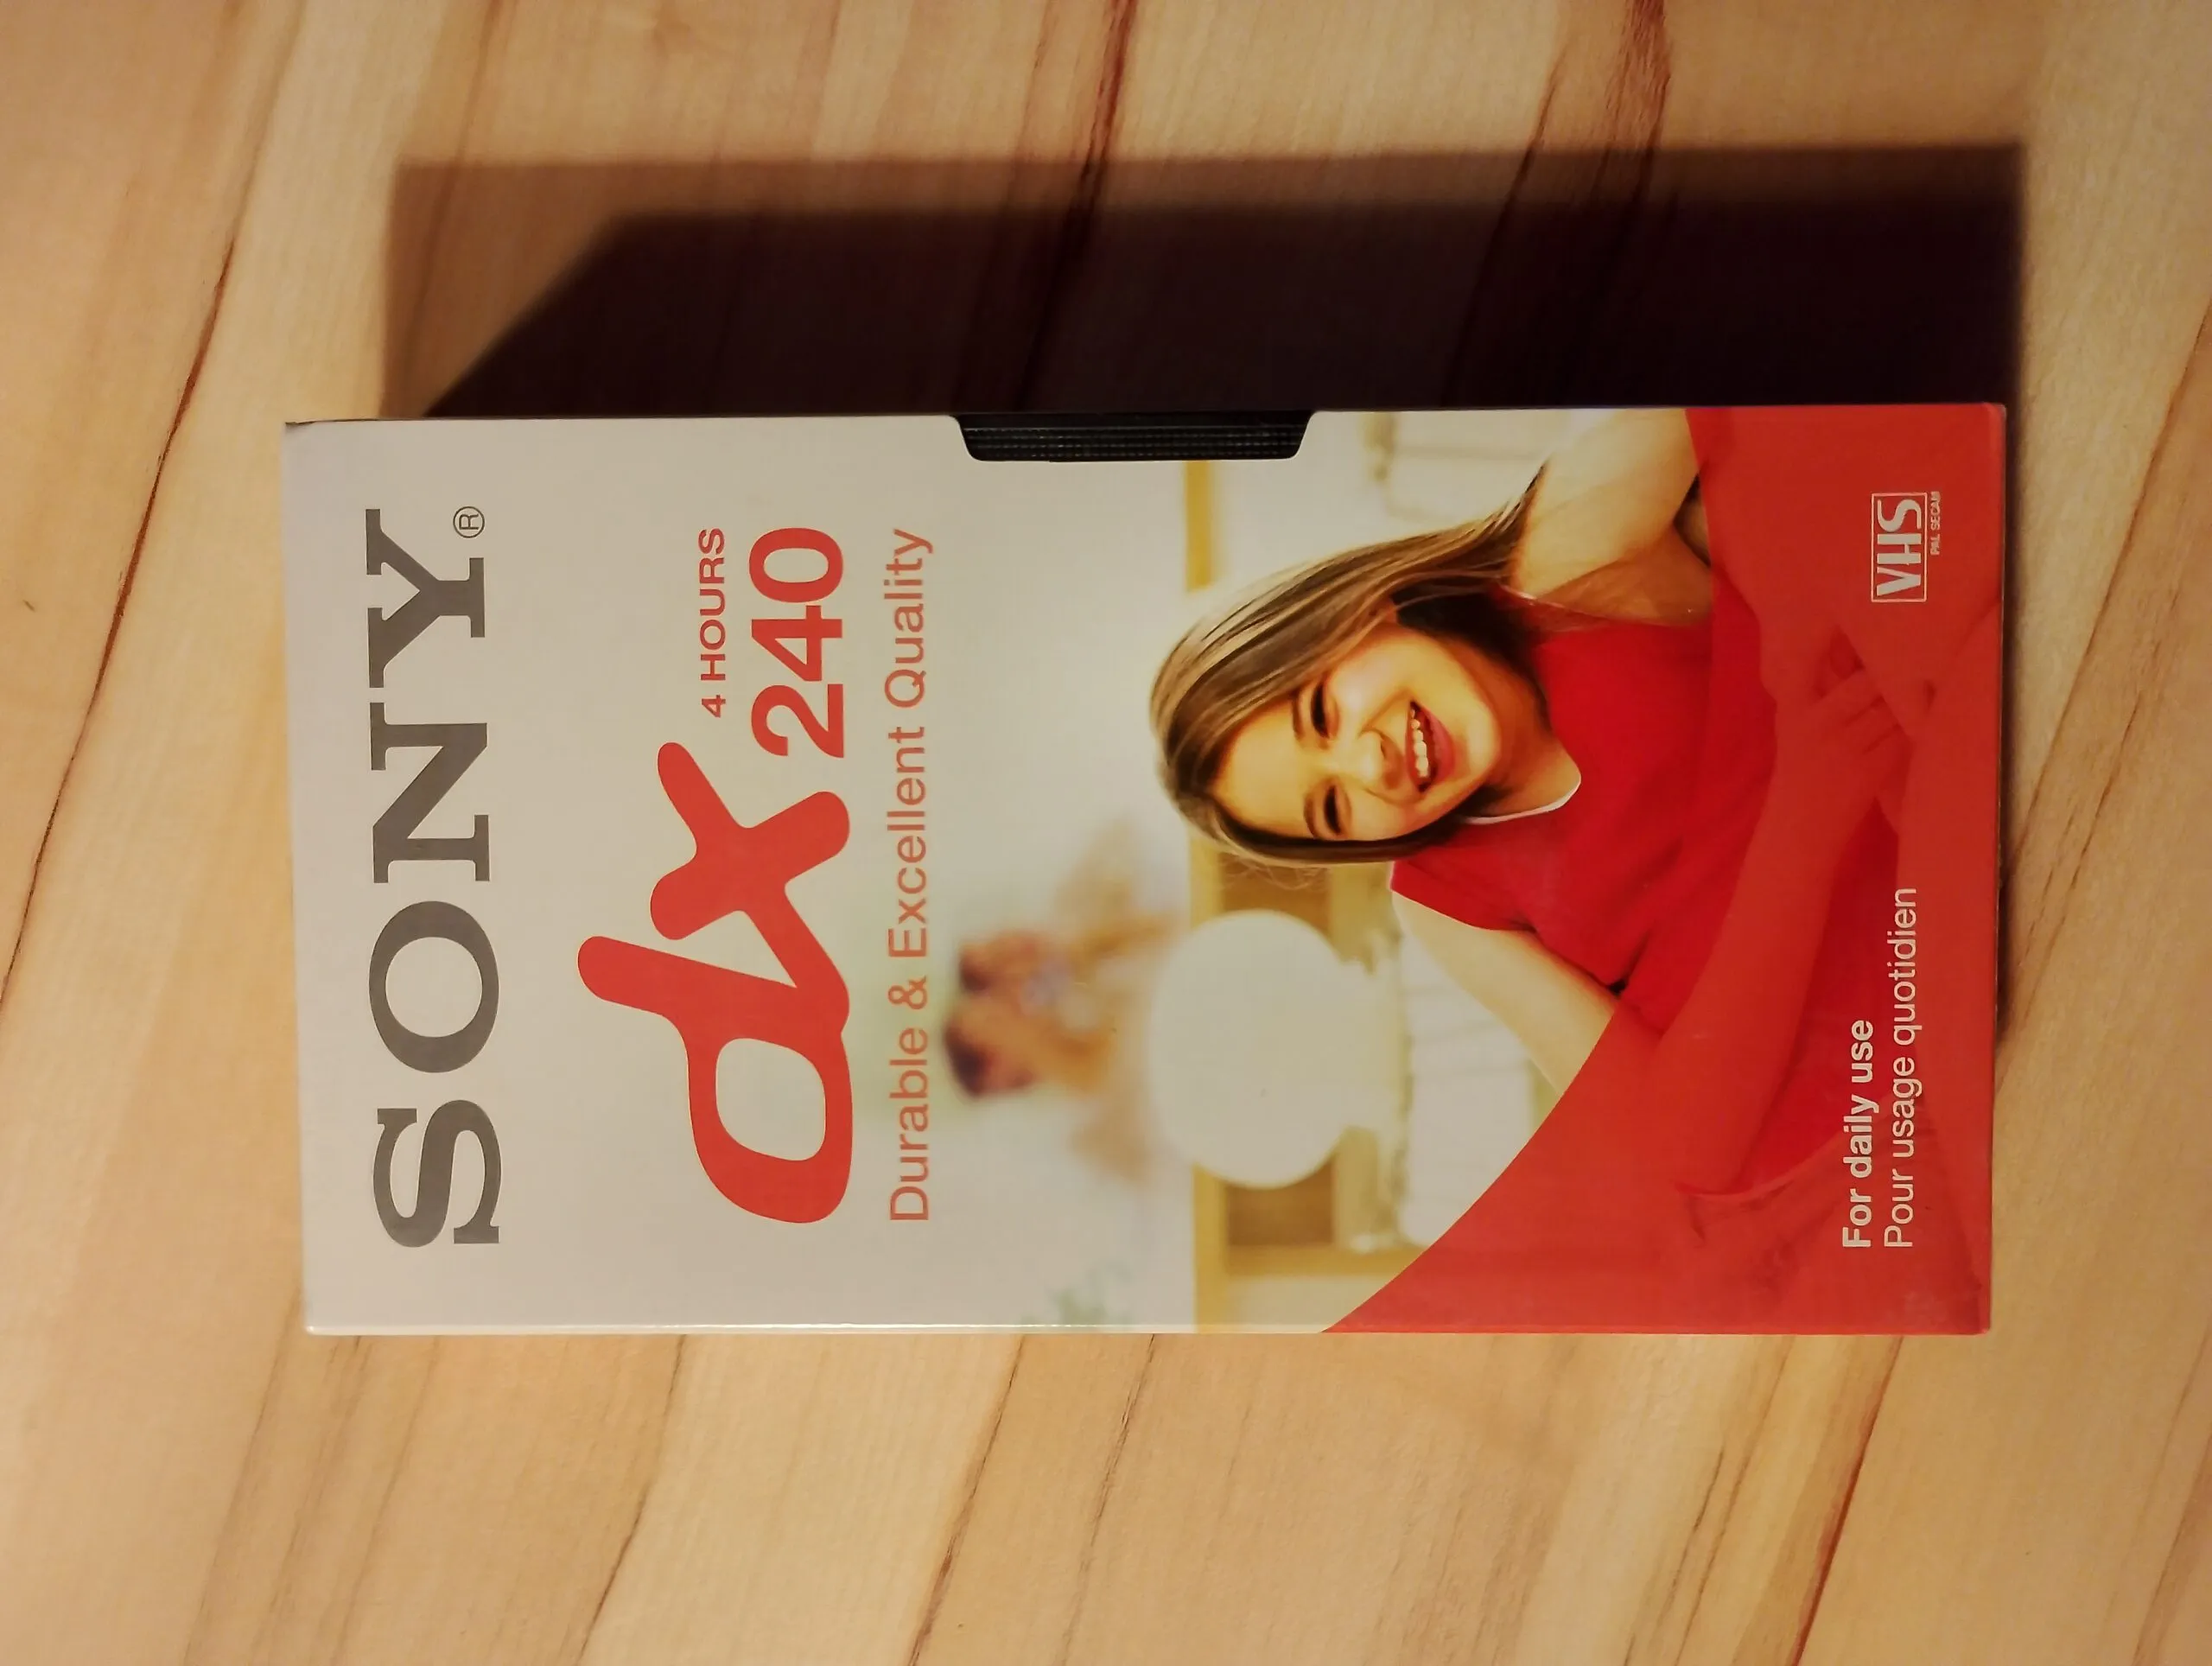 SONY®
4 HOURS
dx 240
Durable & Excellent Quality
For daily use
Pour usage quotidien
VHS
PAL SECAM